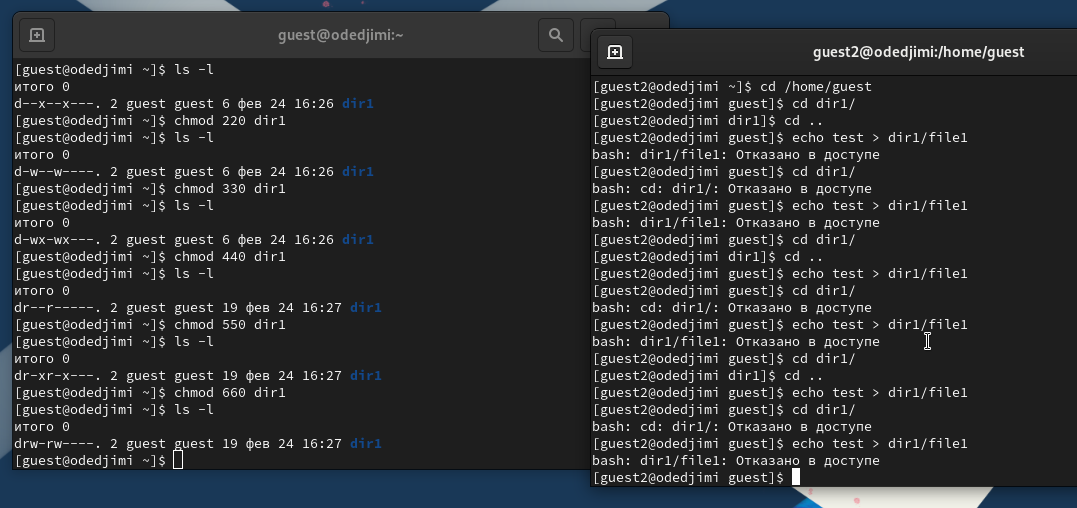 guest@odedjimi:~
[guest@odedjimi ~]$ ls -l
итого 0
d--x--x---. 2 guest guest 6 фев 24 16:26 dir1
[guest@odedjimi ~]$ chmod 220 dir1
[guest@odedjimi ~]$ ls -l
итого 0
d-w--w----. 2 guest guest 6 фев 24 16:26 dir1
[guest@odedjimi ~]$ chmod 330 dir1
[guest@odedjimi ~]$ ls -l
итого 0
d-wx-wx---. 2 guest guest 6 фев 24 16:26 dir1
[guest@odedjimi ~]$ chmod 440 dir1
[guest@odedjimi ~]$ ls -l
итого 0
dr--r-----. 2 guest guest 19 фев 24 16:27 dir1
[guest@odedjimi ~]$ chmod 550 dir1
[guest@odedjimi ~]$ ls -l
итого 0
dr-xr-x---. 2 guest guest 19 фев 24 16:27 dir1
[guest@odedjimi ~]$ chmod 660 dir1
[guest@odedjimi ~]$ ls -l
итого 0
drw-rw----. 2 guest guest 19 фев 24 16:27 dir1
[guest@odedjimi ~]$
guest2@odedjimi:/home/guest
[guest2@odedjimi ~]$ cd /home/guest
[guest2@odedjimi guest]$ cd dir1/
[guest2@odedjimi dir1]$ cd ..
[guest2@odedjimi guest]$ echo test > dir1/file1
bash: dir1/file1: Отказано в доступе
[guest2@odedjimi guest]$ cd dir1/
bash: cd: dir1/: Отказано в доступе
[guest2@odedjimi guest]$ echo test > dir1/file1
bash: dir1/file1: Отказано в доступе
[guest2@odedjimi guest]$ cd dir1/
[guest2@odedjimi dir1]$ cd ..
[guest2@odedjimi guest]$ echo test > dir1/file1
[guest2@odedjimi guest]$ cd dir1/
bash: cd: dir1/: Отказано в доступе
[guest2@odedjimi guest]$ echo test > dir1/file1
bash: dir1/file1: Отказано в доступе
[guest2@odedjimi guest]$ cd dir1/
[guest2@odedjimi dir1]$ cd ..
[guest2@odedjimi guest]$ echo test > dir1/file1
[guest2@odedjimi guest]$ cd dir1/
bash: cd: dir1/: Отказано в доступе
[guest2@odedjimi guest]$ echo test > dir1/file1
bash: dir1/file1: Отказано в доступе
[guest2@odedjimi guest]$